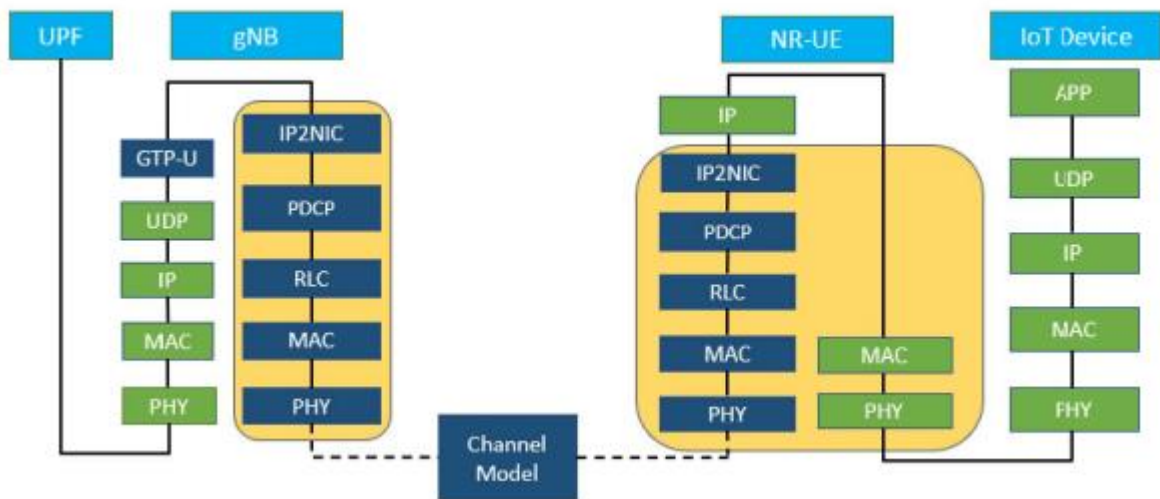 UPF
gNB
NR-UE
IoT Device
GTP-U
UDP
IP
MAC
PHY
IP2NIC
PDCP
RLC
MAC
PHY
Channel
Model
IP
IP2NIC
PDCP
RLC
MAC
PHY
MAC
PHY
APP
UDP
IP
MAC
PHY